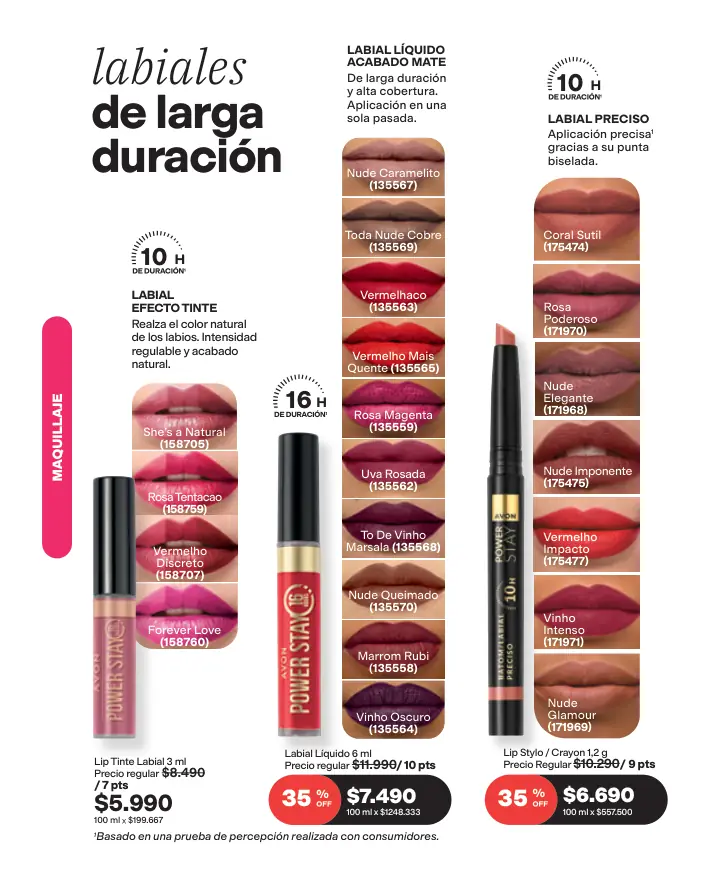 labiales
de larga
duración
MAQUILLAJE
10 H
DE DURACIÓN¹
LABIAL
EFECTO TINTE
Realza el color natural
de los labios. Intensidad
regulable y acabado
natural.
She's a Natural
(158705)
Rosa Tentacao
(158759)
Vermelho
Discreto
(158707)
Forever Love
(158760)
AVON
POWER STAY
Lip Tinte Labial 3 ml
Precio regular $8.490
/ 7 pts
$5.990
100 ml x $199.667
LABIAL LÍQUIDO
ACABADO MATE
De larga duración
y alta cobertura.
Aplicación en una
sola pasada.
16 H
DE DURACIÓN¹
Nude Caramelito
(135567)
Toda Nude Cobre
(135569)
Vermelhaco
(135563)
Vermelho Mais
Quente (135565)
Rosa Magenta
(135559)
Uva Rosada
(135562)
To De Vinho
Marsala (135568)
Nude Queimado
(135570)
Marrom Rubi
(135558)
Vinho Oscuro
(135564)
AVON
POWER STAY 16
Labial Líquido 6 ml
Precio regular $11.990/ 10 pts
35 % OFF
$7.490
100 ml x $1248.333
10 H
DE DURACIÓN¹
LABIAL PRECISO
Aplicación precisa¹
gracias a su punta
biselada.
Coral Sutil
(175474)
Rosa
Poderoso
(171970)
Nude
Elegante
(171968)
Nude Imponente
(175475)
Vermelho
Impacto
(175477)
Vinho
Intenso
(171971)
Nude
Glamour
(171969)
AVON
POWER
STAY
10H
BATOM/LABIAL
PRECISO
Lip Stylo / Crayon 1,2 g
Precio Regular $10.290/ 9 pts
35 % OFF
$6.690
100 ml x $557.500
¹Basado en una prueba de percepción realizada con consumidores.